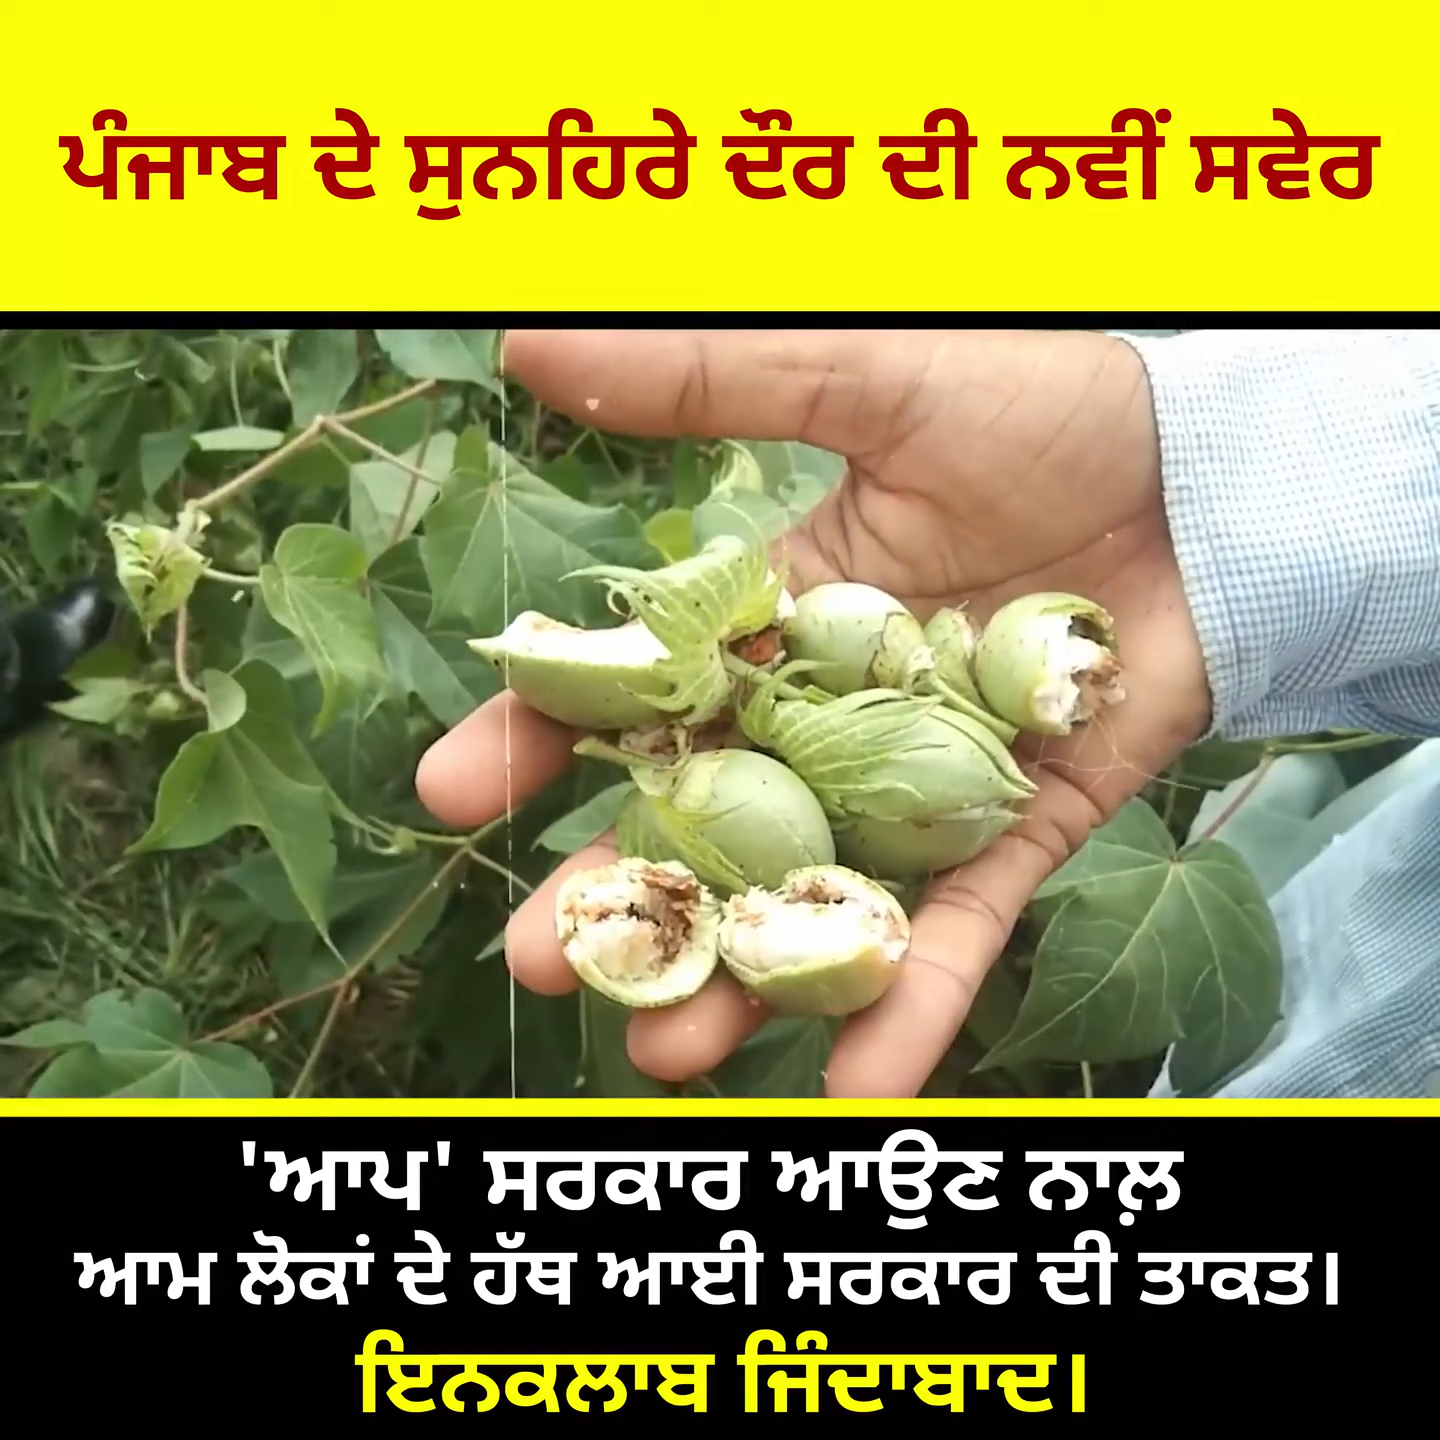 ਪੰਜਾਬ ਦੇ ਸੁਨਹਿਰੇ ਦੌਰ ਦੀ ਨਵੀਂ ਸਵੇਰ
'ਆਪ' ਸਰਕਾਰ ਆਉਣ ਨਾਲ਼
ਆਮ ਲੋਕਾਂ ਦੇ ਹੱਥ ਆਈ ਸਰਕਾਰ ਦੀ ਤਾਕਤ।
ਇਨਕਲਾਬ ਜ਼ਿੰਦਾਬਾਦ।